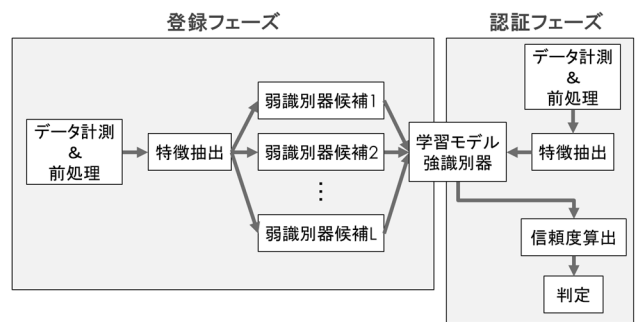 登録フェーズ
データ計測
&
前処理
特徴抽出
弱識別器候補1
弱識別器候補2
⋮
弱識別器候補L
学習モデル
強識別器
認証フェーズ
データ計測
&
前処理
特徴抽出
信頼度算出
判定